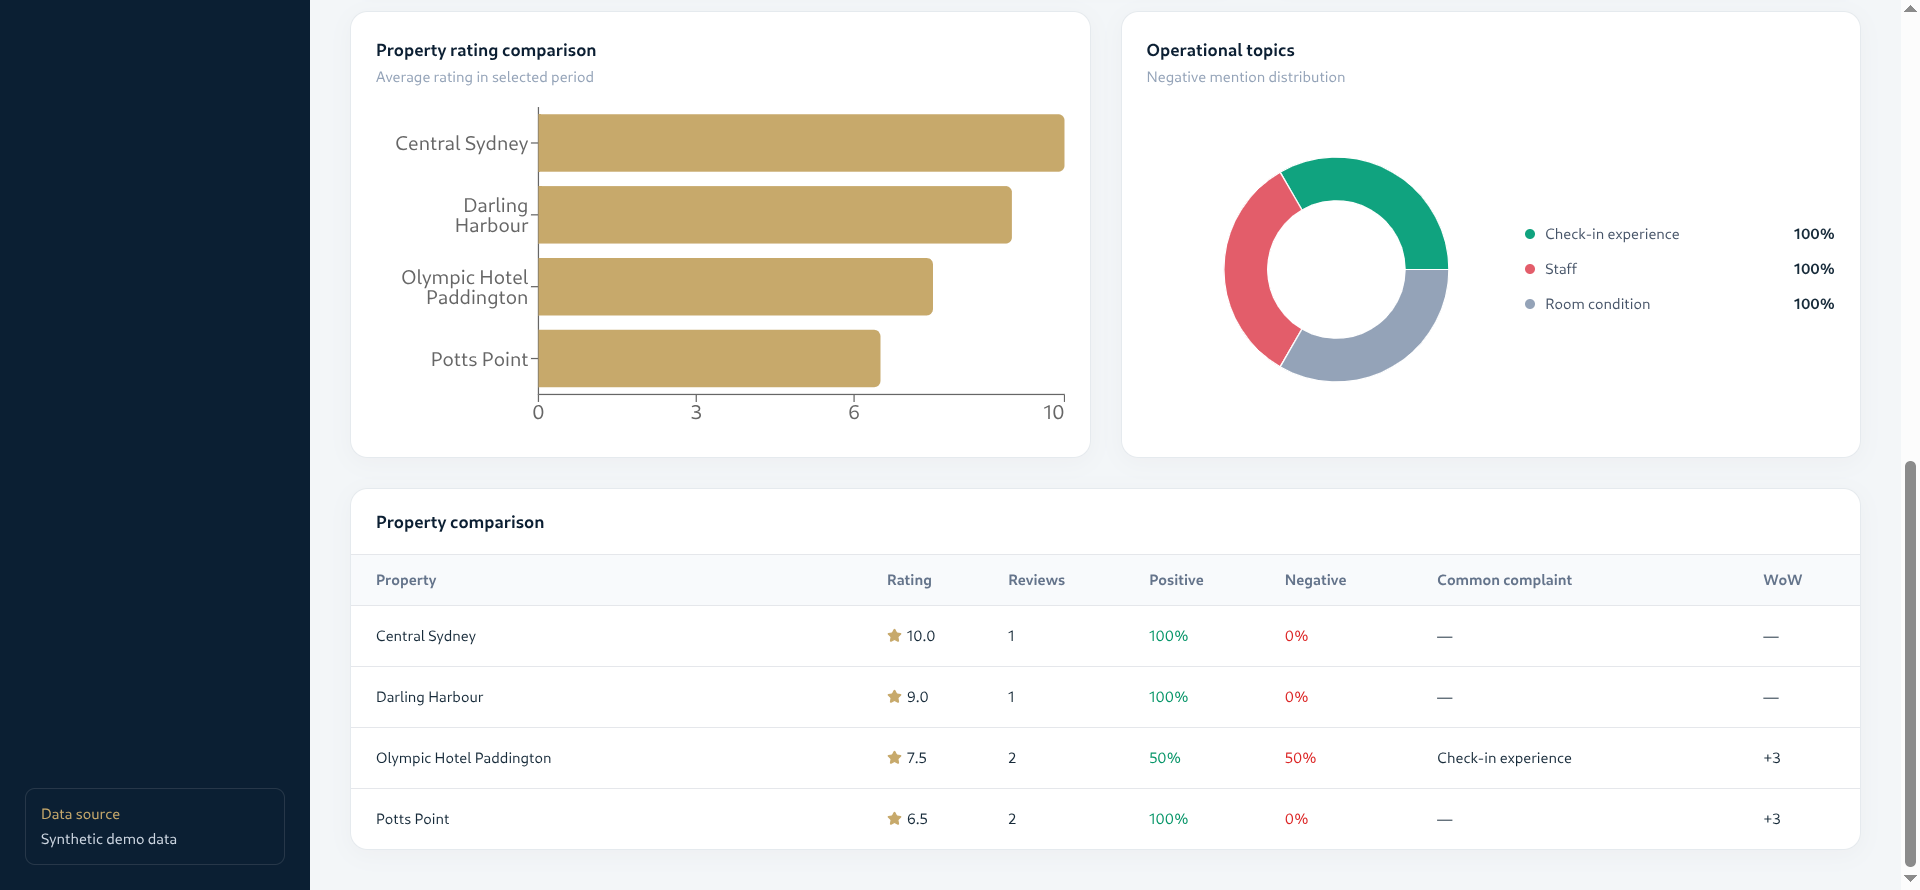 Property rating comparison
Average rating in selected period
Central Sydney
Darling
Harbour
Olympic Hotel
Paddington
Potts Point
0 3 6 10
Operational topics
Negative mention distribution
Check-in experience 100%
Staff 100%
Room condition 100%
Property comparison
Property Rating Reviews Positive Negative Common complaint WoW
Central Sydney 10.0 1 100% 0% — —
Darling Harbour 9.0 1 100% 0% — —
Olympic Hotel Paddington 7.5 2 50% 50% Check-in experience +3
Potts Point 6.5 2 100% 0% — +3
Data source
Synthetic demo data